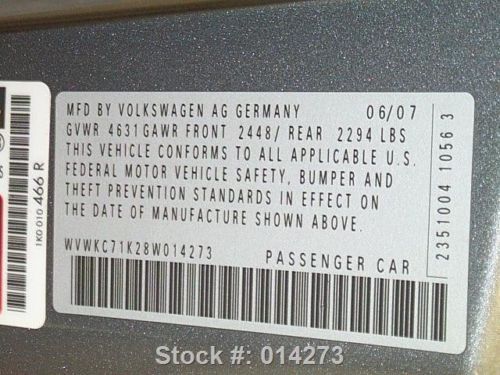 MFD BY VOLKSWAGEN AG GERMANY 06/07
GVWR 4631 GAWR FRONT 2448/ REAR 2294 LBS
THIS VEHICLE CONFORMS TO ALL APPLICABLE U.S.
FEDERAL MOTOR VEHICLE SAFETY, BUMPER AND
THEFT PREVENTION STANDARDS IN EFFECT ON
THE DATE OF MANUFACTURE SHOWN ABOVE.
WVWKC71K28W014273 PASSENGER CAR
2351004 1056 3
1K0 010 466 R
Stock #: 014273